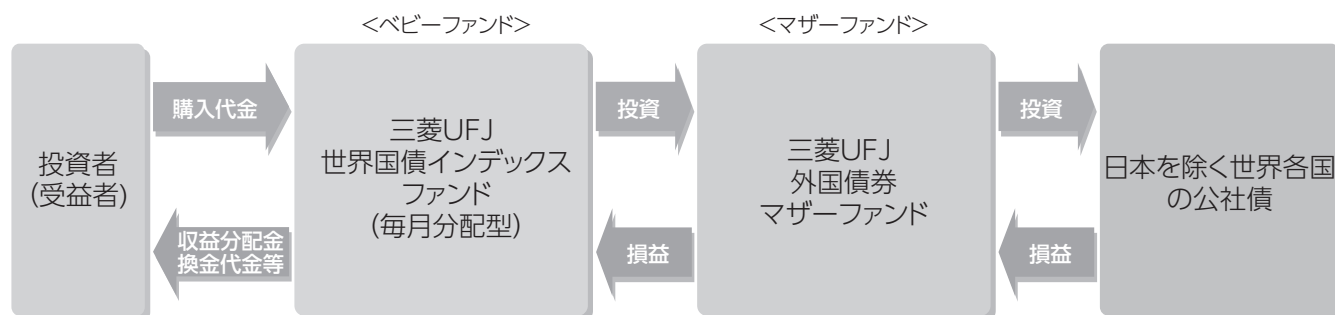 <ベビーファンド>
<マザーファンド>
投資者
(受益者)
購入代金
収益分配金
換金代金等
三菱UFJ
世界国債インデックス
ファンド
(毎月分配型)
投資
損益
三菱UFJ
外国債券
マザーファンド
投資
損益
日本を除く世界各国
の公社債